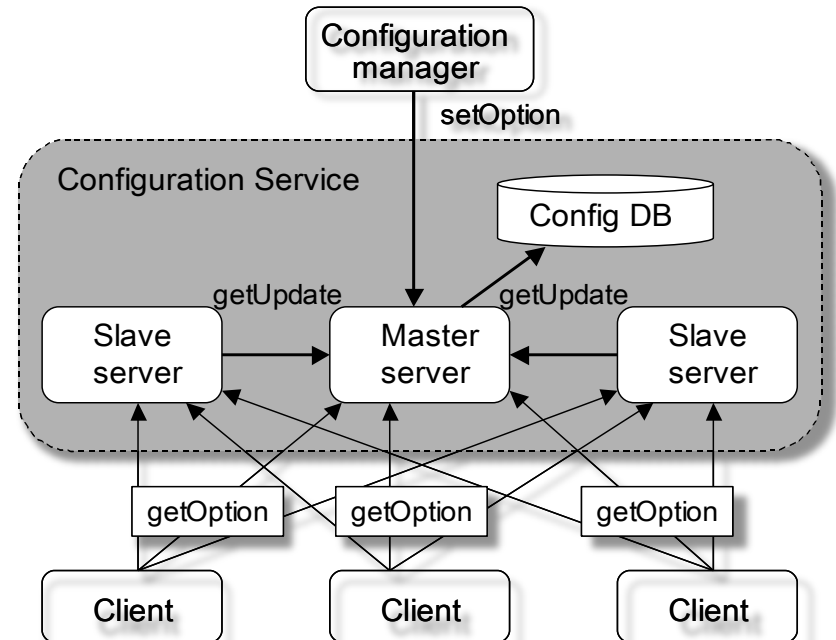 Configuration
manager
setOption
Configuration Service
Config DB
getUpdate
getUpdate
Slave
server
Master
server
Slave
server
getOption
getOption
getOption
Client
Client
Client